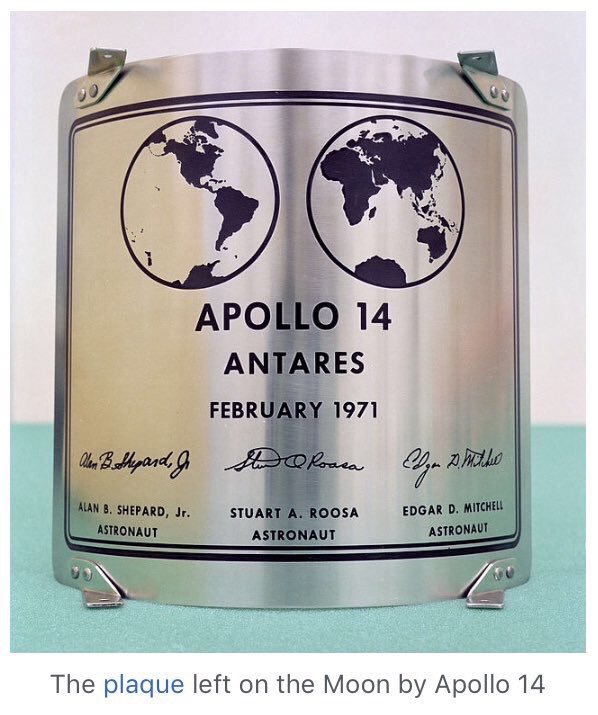 APOLLO 14
ANTARES
FEBRUARY 1971
Alan B. Shepard, Jr
Stuart A Roosa
Edgar D. Mitchell
ALAN B. SHEPARD, Jr.
ASTRONAUT
STUART A. ROOSA
ASTRONAUT
EDGAR D. MITCHELL
ASTRONAUT
The plaque left on the Moon by Apollo 14